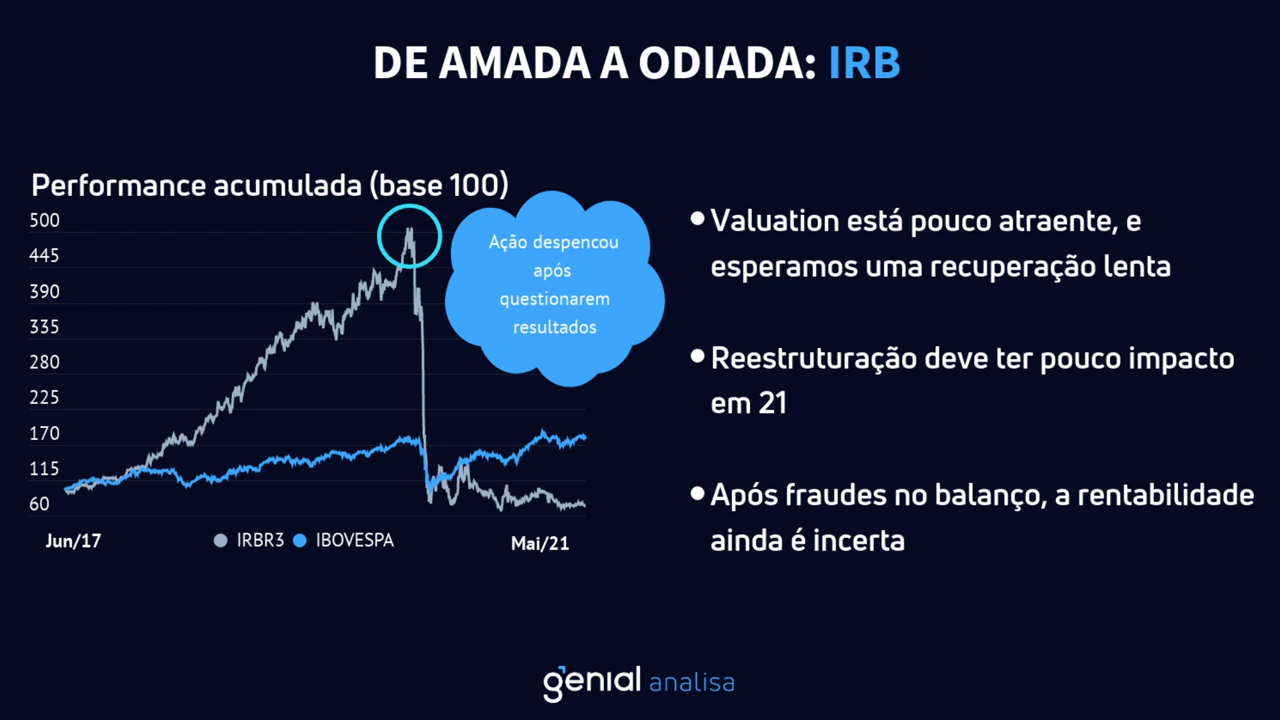 DE AMADA A ODIADA: IRB
Performance acumulada (base 100)
500
445
390
335
280
225
170
115
60
Jun/17
IRBR3
IBOVESPA
Mai/21
Ação despencou
após
questionarem
resultados
• Valuation está pouco atraente, e
esperamos uma recuperação lenta
• Reestruturação deve ter pouco impacto
em 21
• Após fraudes no balanço, a rentabilidade
ainda é incerta
genial analisa